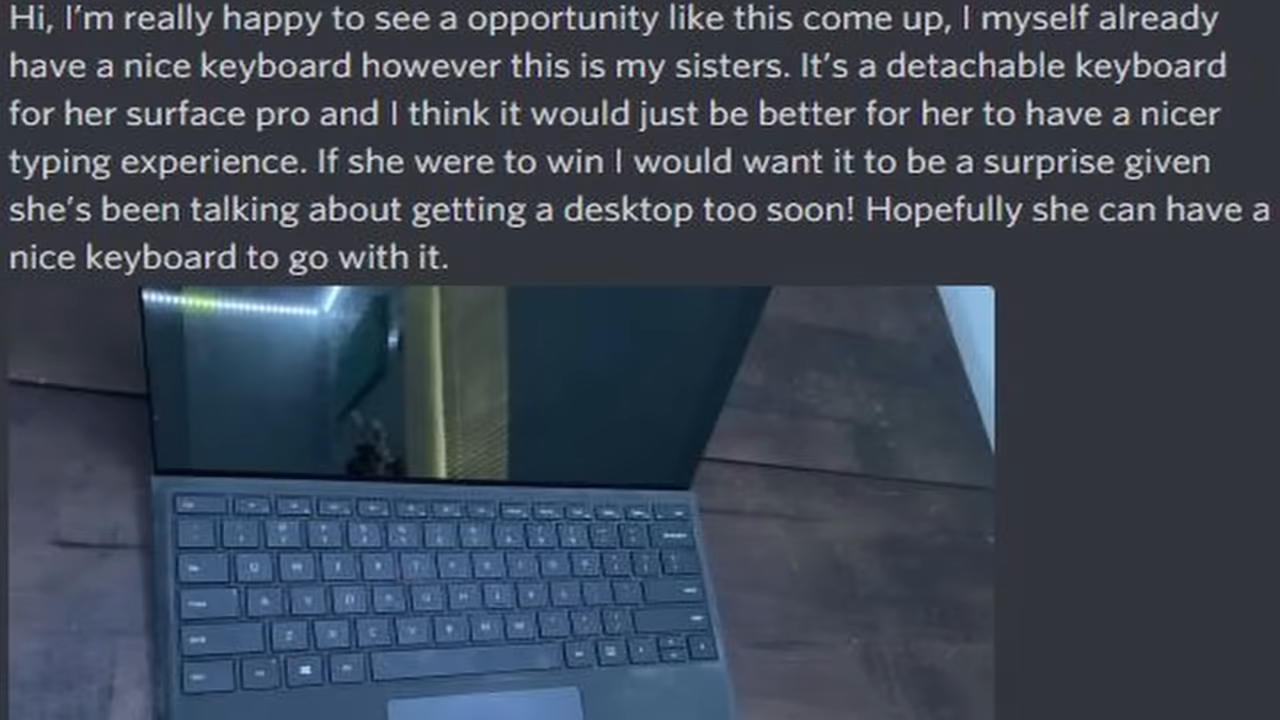 Hi, I’m really happy to see a opportunity like this come up, I myself already
have a nice keyboard however this is my sisters. It’s a detachable keyboard
for her surface pro and I think it would just be better for her to have a nicer
typing experience. If she were to win I would want it to be a surprise given
she’s been talking about getting a desktop too soon! Hopefully she can have a
nice keyboard to go with it.